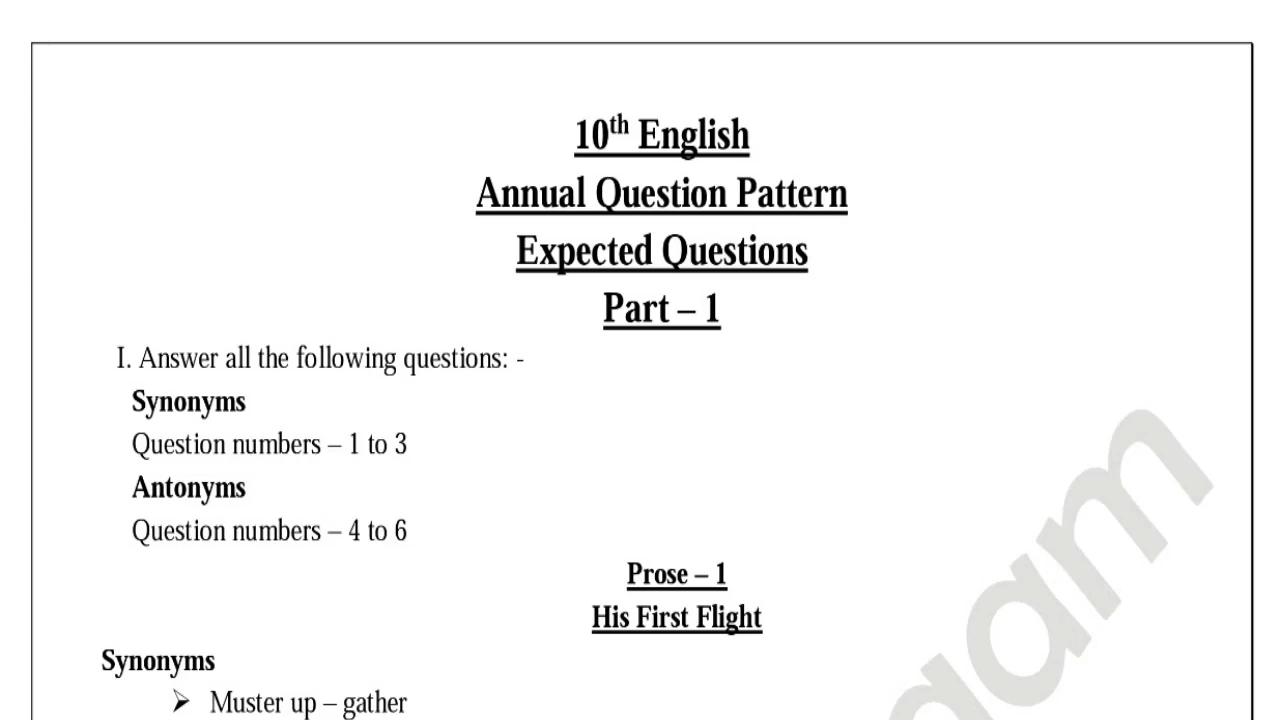 10th English
Annual Question Pattern
Expected Questions
Part – 1
I. Answer all the following questions: -
Synonyms
Question numbers – 1 to 3
Antonyms
Question numbers – 4 to 6
Prose – 1
His First Flight
Synonyms
➢ Muster up – gather
aam